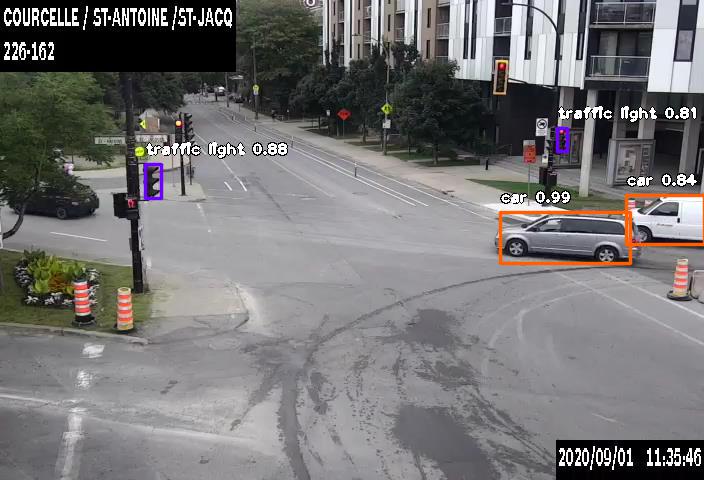 COURCELLE / ST-ANTOINE /ST-JACQ
226-162
traffic light 0.81
traffic light 0.88
car 0.84
car 0.99
2020/09/01 11:35:46